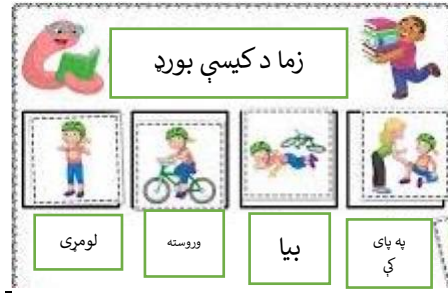 زما د کیسې بورډ
لومړی
وروسته
بیا
په پای
کې